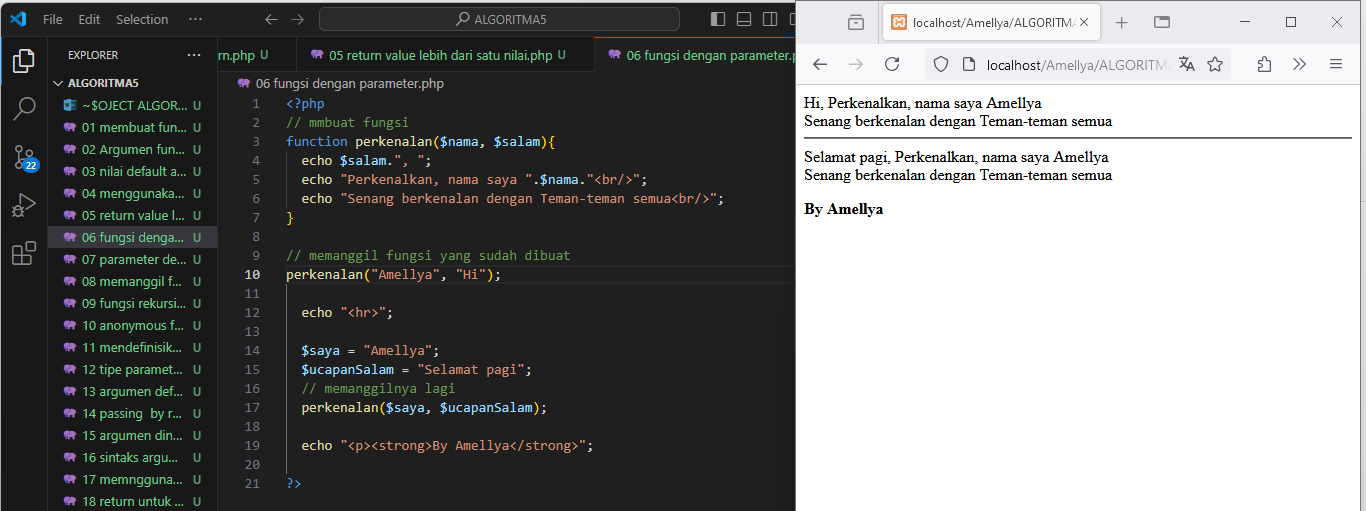 File Edit Selection ··· ALGORITMA5
EXPLORER ···
ALGORITMA5
~$OJECT ALGOR... U
01 membuat fun... U
02 Argumen fun... U
03 nilai default a... U
04 menggunaka... U
05 return value l... U
06 fungsi denga... U
07 parameter de... U
08 memanggil f... U
09 fungsi rekursi... U
10 anonymous f... U
11 mendefinisik... U
12 tipe paramet... U
13 argumen def... U
14 passing by r... U
15 argumen din... U
16 sintaks argu... U
17 memnggunа... U
18 return untuk ... U
22
rn.php U 05 return value lebih dari satu nilai.php U 06 fungsi dengan parameter.p
06 fungsi dengan parameter.php
1 <?php
2 // mmbuat fungsi
3 function perkenalan($nama, $salam){
4 echo $salam.", ";
5 echo "Perkenalkan, nama saya ".$nama."<br/>";
6 echo "Senang berkenalan dengan Teman-teman semua<br/>";
7 }
8
9 // memanggil fungsi yang sudah dibuat
10 perkenalan("Amellya", "Hi");
11
12 echo "<hr>";
13
14 $saya = "Amellya";
15 $ucapanSalam = "Selamat pagi";
16 // memanggilnya lagi
17 perkenalan($saya, $ucapanSalam);
18
19 echo "<p><strong>By Amellya</strong>";
20
21 ?>
localhost/Amellya/ALGORITMA
localhost/Amellya/ALGORITM
Hi, Perkenalkan, nama saya Amellya
Senang berkenalan dengan Teman-teman semua
Selamat pagi, Perkenalkan, nama saya Amellya
Senang berkenalan dengan Teman-teman semua
By Amellya